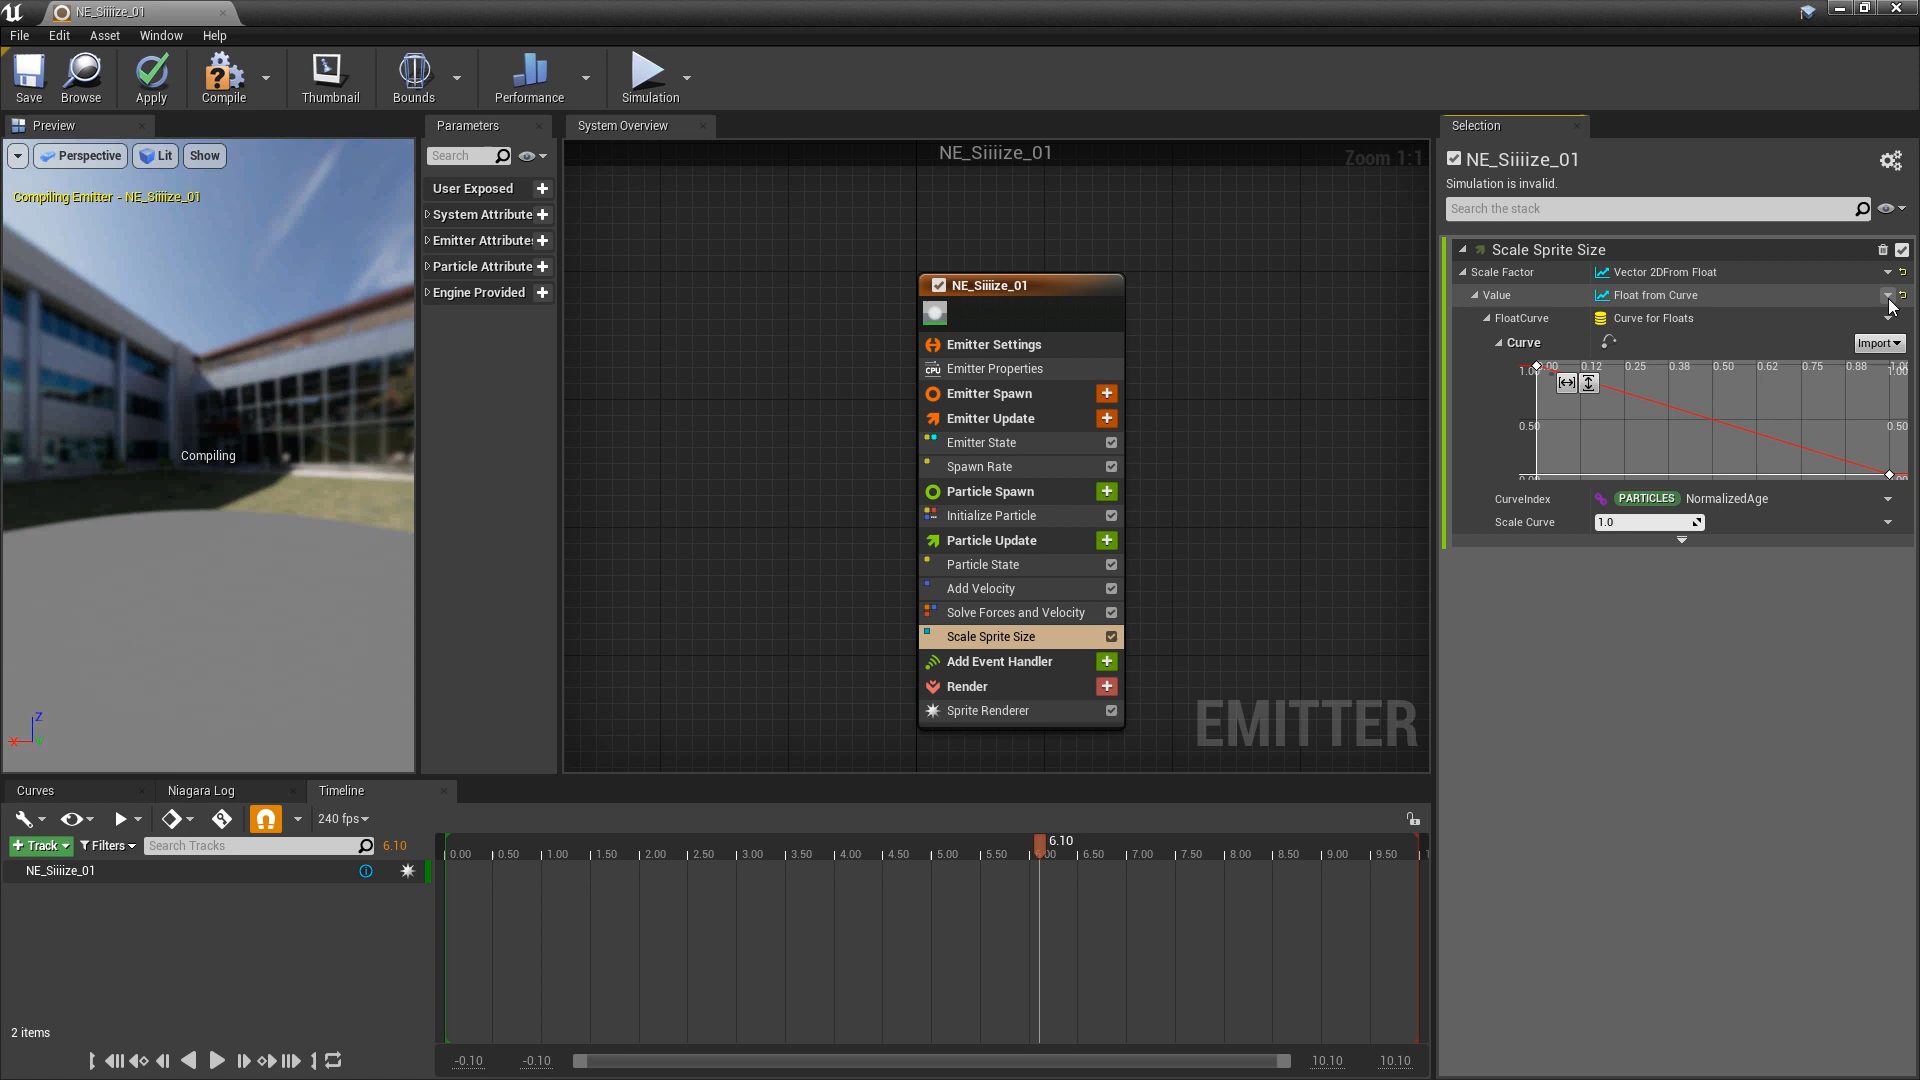 NE_Siiiize_01
File Edit Asset Window Help
Save Browse Apply Compile Thumbnail Bounds Performance Simulation
Preview
Perspective Lit Show
Compiling Emitter - NE_Siiiize_01
Compiling
Z
X
Y
Parameters
Search
User Exposed
System Attribute
Emitter Attribute
Particle Attribute
Engine Provided
System Overview
NE_Siiiize_01
Zoom 1:1
NE_Siiiize_01
Emitter Settings
CPU Emitter Properties
Emitter Spawn
Emitter Update
Emitter State
Spawn Rate
Particle Spawn
Initialize Particle
Particle Update
Particle State
Add Velocity
Solve Forces and Velocity
Scale Sprite Size
Add Event Handler
Render
Sprite Renderer
EMITTER
Selection
NE_Siiiize_01
Simulation is invalid.
Search the stack
Scale Sprite Size
Scale Factor Vector 2DFrom Float
Value Float from Curve
FloatCurve Curve for Floats
Curve Import
0.12 0.25 0.38 0.50 0.62 0.75 0.88
1.00 1.00
0.50 0.50
CurveIndex PARTICLES NormalizedAge
Scale Curve 1.0
Curves Niagara Log Timeline
240 fps
+ Track Filters Search Tracks 6.10
NE_Siiiize_01
2 items
6.10
0.00 0.50 1.00 1.50 2.00 2.50 3.00 3.50 4.00 4.50 5.00 5.50 6.50 7.00 7.50 8.00 8.50 9.00 9.50
-0.10 -0.10 10.10 10.10